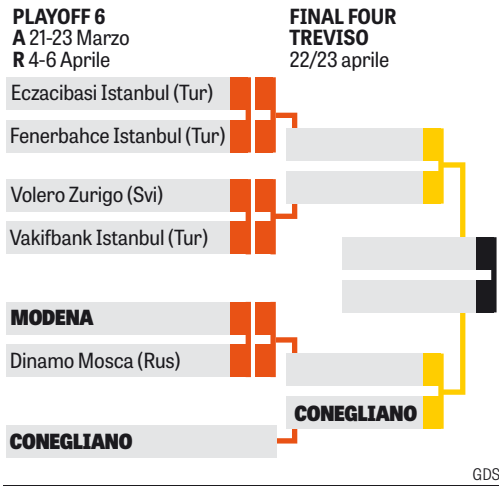 PLAYOFF 6
A 21-23 Marzo
R 4-6 Aprile
FINAL FOUR
TREVISO
22/23 aprile
Eczacibasi Istanbul (Tur)
Fenerbahce Istanbul (Tur)
Volero Zurigo (Svi)
Vakifbank Istanbul (Tur)
MODENA
Dinamo Mosca (Rus)
CONEGLIANO
CONEGLIANO
GDS